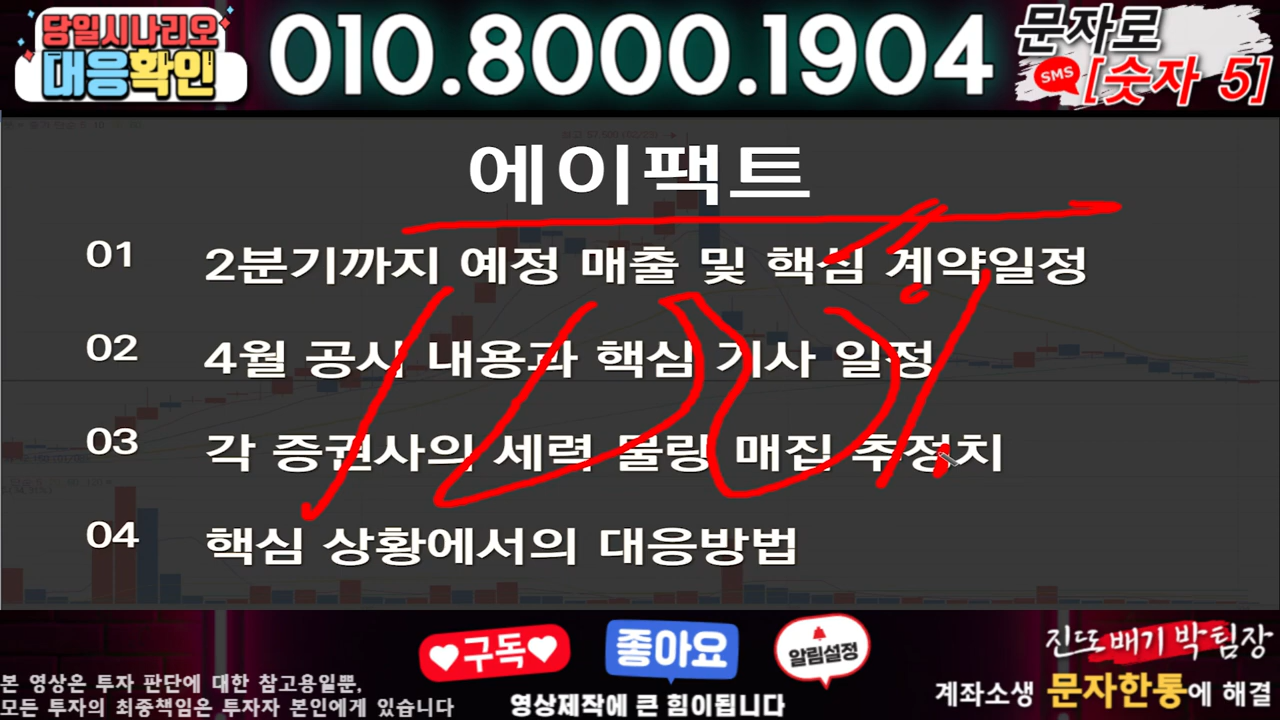 당일시나리오
대응확인
010.8000.1904
문자로
SMS [숫자 5]
에이팩트
01 2분기까지 예정 매출 및 핵심 계약일정
02 4월 공시 내용과 핵심 기사 일정
03 각 증권사의 세력 물링 매집 추정치
04 핵심 상황에서의 대응방법
구독
좋아요
알림설정
영상제작에 큰 힘이됩니다
본 영상은 투자 판단에 대한 참고용일뿐,
모든 투자의 최종책임은 투자자 본인에게 있습니다
진또배기 박팀장
계좌소생 문자한통에 해결